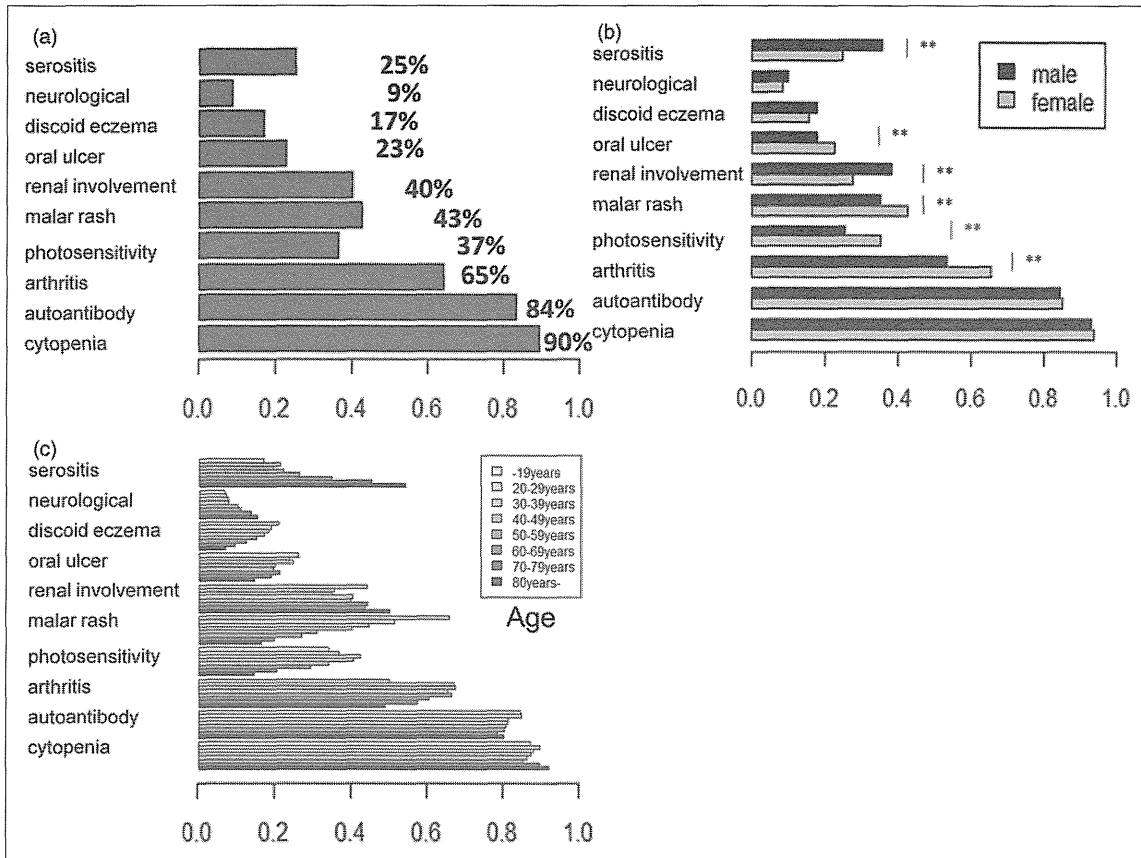 (a)
serositis
25%
neurological
9%
discoid eczema
17%
oral ulcer
23%
renal involvement
40%
malar rash
43%
photosensitivity
37%
arthritis
65%
autoantibody
84%
cytopenia
90%
0.0 0.2 0.4 0.6 0.8 1.0
(b)
serositis
**
neurological
discoid eczema
oral ulcer
**
renal involvement
**
malar rash
**
photosensitivity
**
arthritis
**
autoantibody
cytopenia
male
female
0.0 0.2 0.4 0.6 0.8 1.0
(c)
serositis
neurological
discoid eczema
oral ulcer
renal involvement
malar rash
photosensitivity
arthritis
autoantibody
cytopenia
-19years
20-29years
30-39years
40-49years
50-59years
60-69years
70-79years
80years-
Age
0.0 0.2 0.4 0.6 0.8 1.0